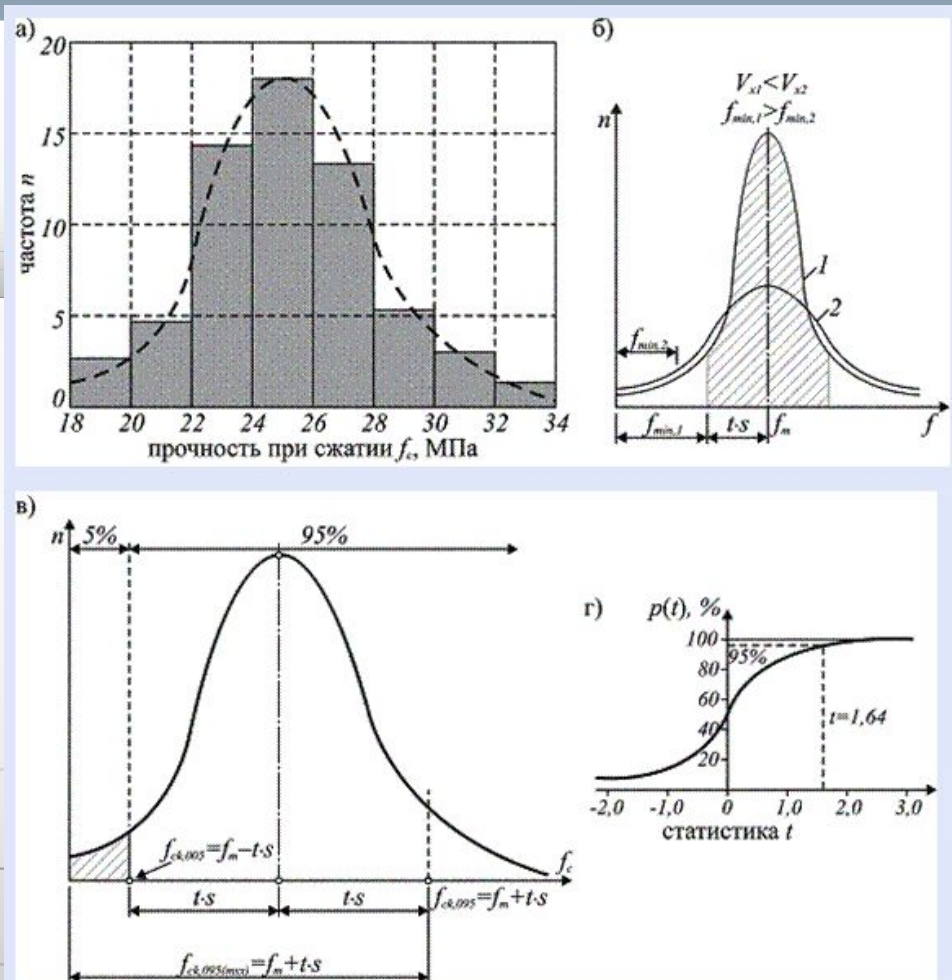 а)
20
15
10
5
0
частота n
18 20 22 24 26 28 30 32 34
прочность при сжатии f_c, МПа
б)
V_x1<V_x2
f_min,1>f_min,2
n
1
2
f_min,2
f_min,1 t·s f_m f
в)
n 5% 95%
f_ck,005=f_m–t·s
f_c
t·s t·s f_ck,095=f_m+t·s
f_ck,095(max)=f_m+t·s
г)
p(t), %
100
95%
80
60
40
20
t=1,64
-2,0 -1,0 0 1,0 2,0 3,0
статистика t